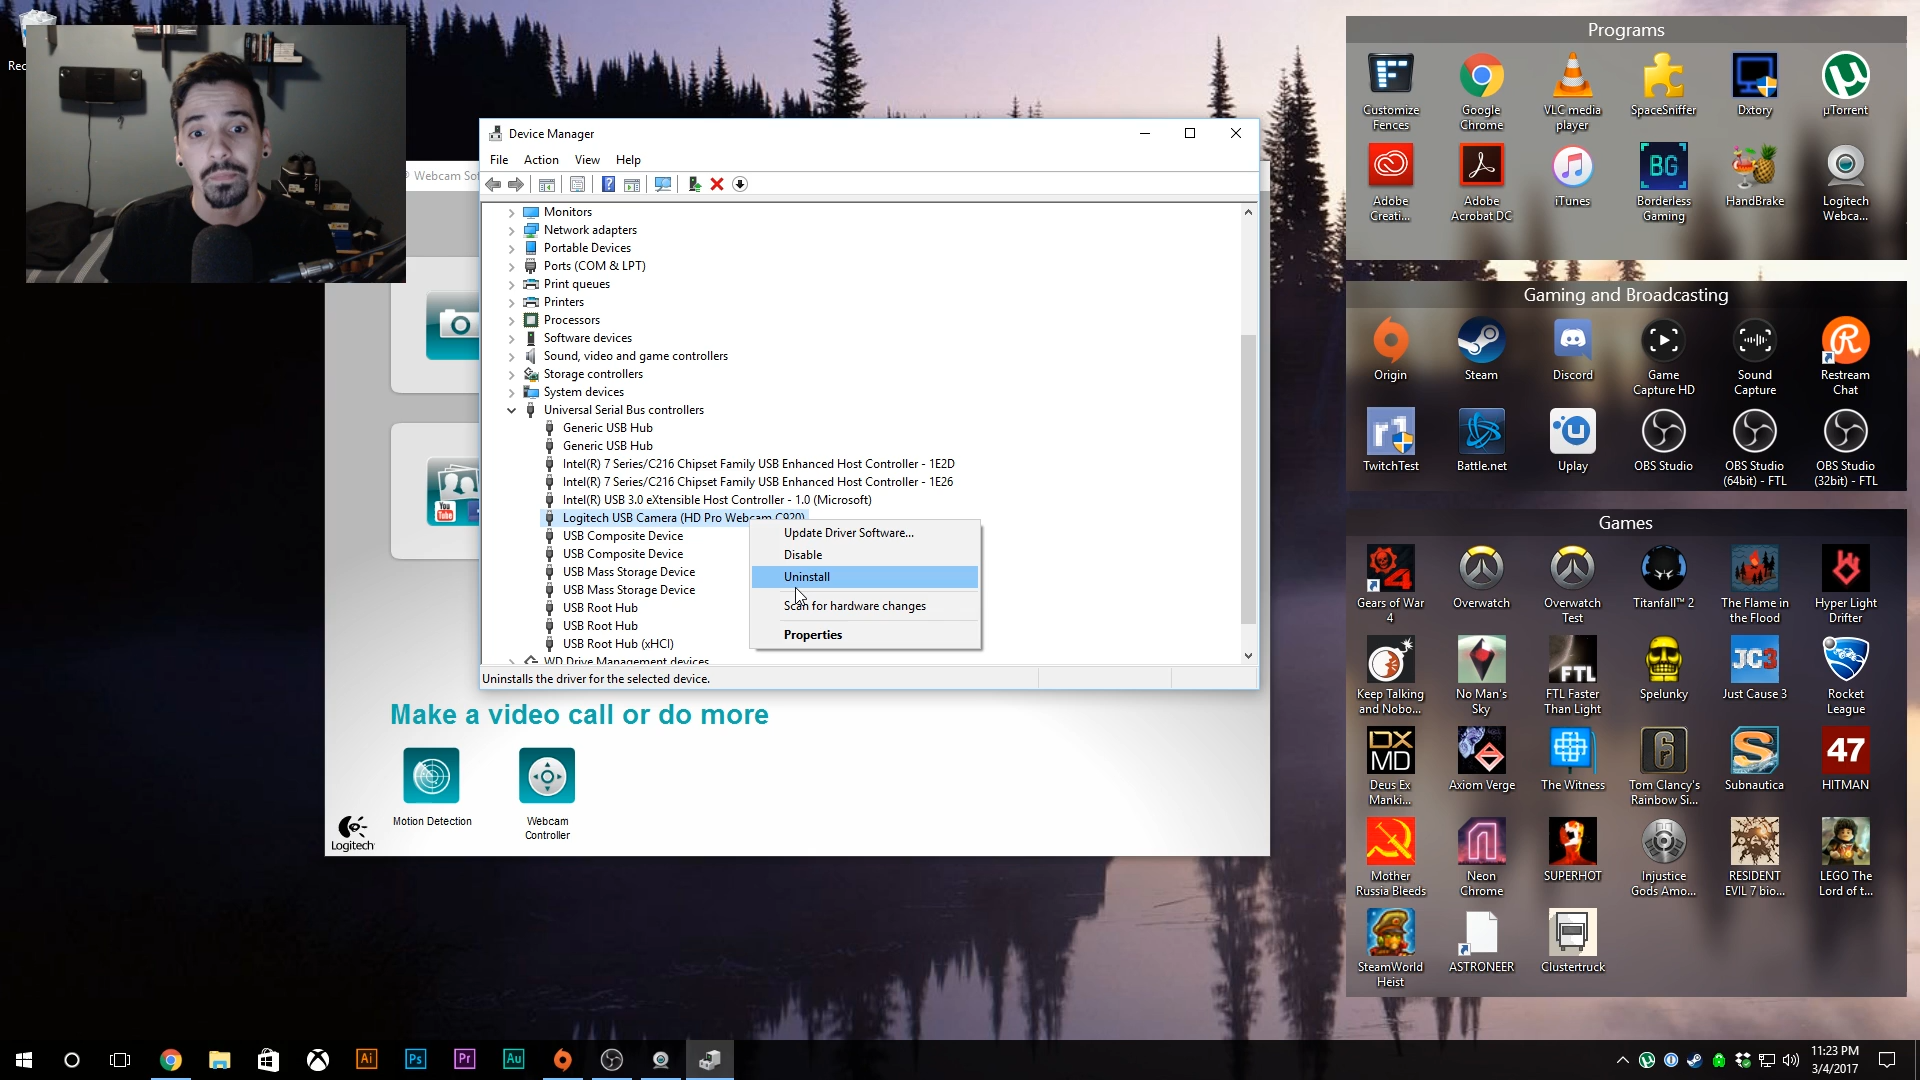 Rec
Webcam Sof
Device Manager
File Action View Help
Monitors
Network adapters
Portable Devices
Ports (COM & LPT)
Print queues
Printers
Processors
Software devices
Sound, video and game controllers
Storage controllers
System devices
Universal Serial Bus controllers
Generic USB Hub
Generic USB Hub
Intel(R) 7 Series/C216 Chipset Family USB Enhanced Host Controller - 1E2D
Intel(R) 7 Series/C216 Chipset Family USB Enhanced Host Controller - 1E26
Intel(R) USB 3.0 eXtensible Host Controller - 1.0 (Microsoft)
Logitech USB Camera (HD Pro Webcam C920)
USB Composite Device
USB Composite Device
USB Mass Storage Device
USB Mass Storage Device
USB Root Hub
USB Root Hub
USB Root Hub (xHCI)
WD Drive Management devices
Update Driver Software...
Disable
Uninstall
Scan for hardware changes
Properties
Uninstalls the driver for the selected device.
You
Tube
Make a video call or do more
Motion Detection
Webcam
Controller
Logitech
Programs
Customize
Fences
Google
Chrome
VLC media
player
SpaceSniffer
Dxtory
µTorrent
Adobe
Creati...
Adobe
Acrobat DC
iTunes
BG
Borderless
Gaming
HandBrake
Logitech
Webca...
Gaming and Broadcasting
Origin
Steam
Discord
Game
Capture HD
Sound
Capture
Restream
Chat
TwitchTest
Battle.net
Uplay
OBS Studio
OBS Studio
(64bit) - FTL
OBS Studio
(32bit) - FTL
Games
4
Gears of War
4
Overwatch
Overwatch
Test
Titanfall™ 2
The Flame in
the Flood
Hyper Light
Drifter
Keep Talking
and Nobo...
No Man's
Sky
FTL
FTL Faster
Than Light
Spelunky
JC3
Just Cause 3
Rocket
League
DX
MD
Deus Ex
Manki...
Axiom Verge
The Witness
6
Tom Clancy's
Rainbow Si...
Subnautica
47
HITMAN
Mother
Russia Bleeds
Neon
Chrome
SUPERHOT
Injustice
Gods Amo...
RESIDENT
EVIL 7 bio...
LEGO The
Lord of t...
SteamWorld
Heist
ASTRONEER
Clustertruck
Ai
Ps
Pr
Au
11:23 PM
3/4/2017